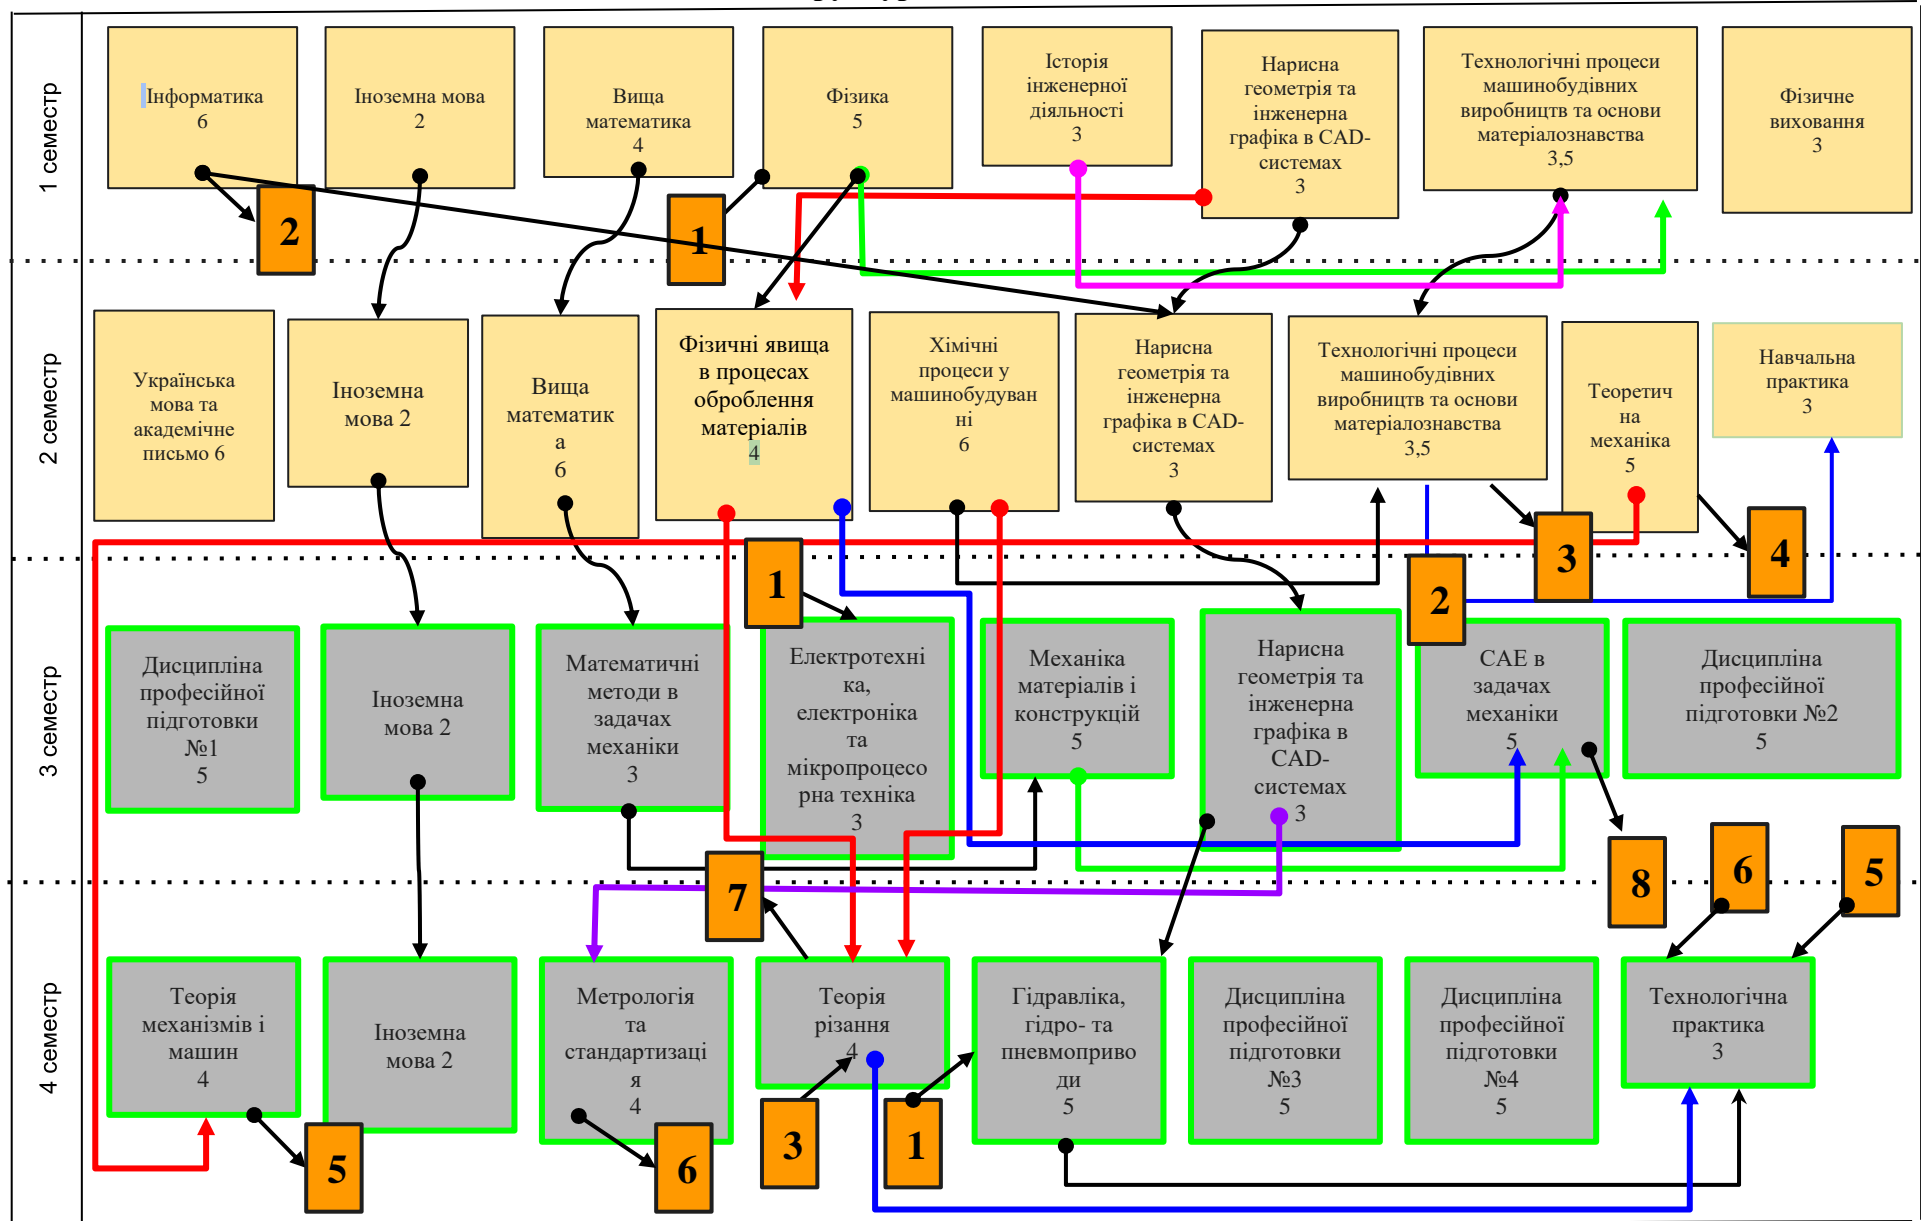 1 семестр
Інформатика
6
Іноземна мова
2
Вища
математика
4
Фізика
5
Історія
інженерної
діяльності
3
Нарисна
геометрія та
інженерна
графіка в CAD-
системах
3
Технологічні процеси
машинобудівних
виробництв та основи
матеріалознавства
3,5
Фізичне
виховання
3
2
1
2 семестр
Українська
мова та
академічне
письмо 6
Іноземна
мова 2
Вища
математик
а
6
Фізичні явища
в процесах
оброблення
матеріалів
4
Хімічні
процеси у
машинобудуван
ні
6
Нарисна
геометрія та
інженерна
графіка в CAD-
системах
3
Технологічні процеси
машинобудівних
виробництв та основи
матеріалознавства
3,5
Теоретич
на
механіка
5
Навчальна
практика
3
1
2
3
4
3 семестр
Дисципліна
професійної
підготовки
№1
5
Іноземна
мова 2
Математичні
методи в
задачах
механіки
3
Електротехні
ка,
електроніка
та
мікропроцесо
рна техніка
3
Механіка
матеріалів і
конструкцій
5
Нарисна
геометрія та
інженерна
графіка в
CAD-
системах
3
CAE в
задачах
механіки
5
Дисципліна
професійної
підготовки №2
5
7
8
6
5
4 семестр
Теорія
механізмів і
машин
4
Іноземна
мова 2
Метрологія
та
стандартизаці
я
4
Теорія
різання
4
Гідравліка,
гідро- та
пневмоприво
ди
5
Дисципліна
професійної
підготовки
№3
5
Дисципліна
професійної
підготовки
№4
5
Технологічна
практика
3
5
6
3
1